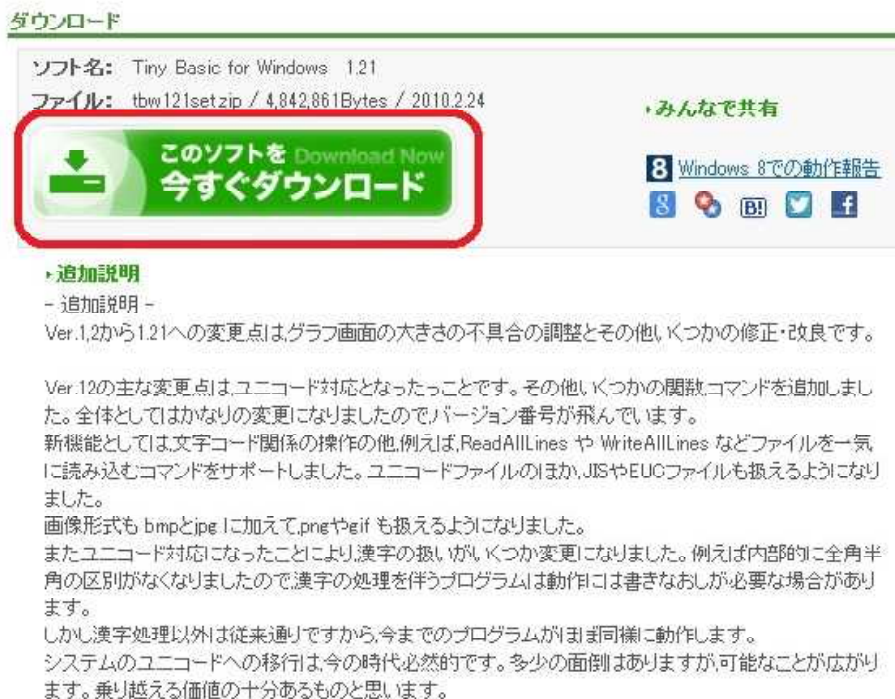 ダウンロード
ソフト名： Tiny Basic for Windows 1.21
ファイル： tbw121set.zip / 4,842,861Bytes / 2010.2.24
みんなで共有
このソフトを Download Now
今すぐダウンロード
8 Windows 8での動作報告
8 B! f
追加説明
- 追加説明 -
Ver.1,2から1.21への変更点は,グラフ画面の大きさの不具合の調整とその他,いくつかの修正・改良です。
Ver.12の主な変更点は,ユニコード対応となったっことです。その他いくつかの関数,コマンドを追加しまし
た。全体としてはかなりの変更になりましたので,バージョン番号が飛んでいます。
新機能としては,文字コード関係の操作の他,例えば,ReadAllLines や WriteAllLines などファイルを一気
に読み込むコマンドをサポートしました。ユニコードファイルのほか,JISやEUCファイルも扱えるようになり
ました。
画像形式も bmpとjpg に加えて,pngやgif も扱えるようになりました。
またユニコード対応になったことにより,漢字の扱いがいくつか変更になりました。例えば内部的に全角半
角の区別がなくなりましたので,漢字の処理を伴うプログラムは動作には書きなおしが必要な場合があり
ます。
しかし漢字処理以外は従来通りですから,今までのプログラムがほぼ同様に動作します。
システムのユニコードへの移行は今の時代必然的です。多少の面倒はありますが,可能なことが広がり
ます。乗り越える価値の十分あるものと思います。